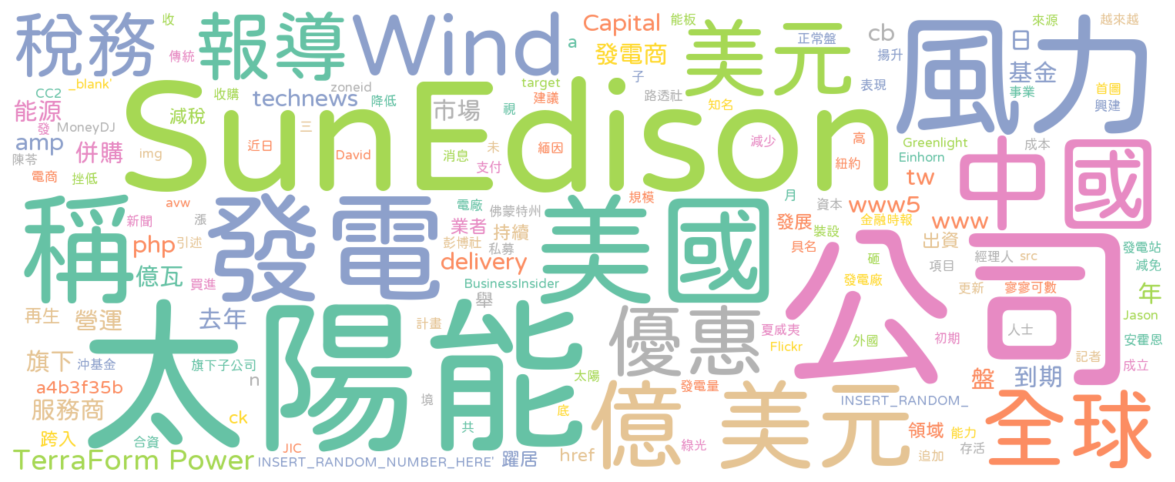 稅務
報導
Wind
收
傳統
Capital
能板
來源
越來越
美元
正常盤
cb
日
風力
發電商
a
揚升
基金
_blank'
CC2
收購
zoneid
子
target
建議
路透社
表現
事業
首圈
興建
能源
減稅
technews
降低
視
市場
知名
SunEdison
發
MoneyDJ
amp
陳苓
併購
近日
三
David
消息
未
緬因
支付
減少
高
紐約
Greenlight
Einhorn
成本
電商
挫低
img
tw
中國
稱
avw
新聞
漲
發電
電廠
佛蒙特州
規模
月
資本
www5
金融時報
www
php
引述
業者
持續
彭博社
私募
美國
發展
裝設
具名
出資
發電站
減免
億瓦
買進
delivery
BusinessInsider
砸
公司
項目
經理人
src
發電廠
更新
寥寥可數
年
再生
營運
去年
舉
計畫
優惠
夏威夷
Flickr
外國
初期
人士
Jason
安霍恩
記者
旗下
沖基金
旗下子公司
太陽能
太陽
成立
a4b3f35b
n
境
底
億
美元
發電量
盤
到期
服務商
ck
共
INSERT_RANDOM_
全球
跨入
合資
JIC
href
綠光
領域
能力
追加
存活
TerraForm Power
INSERT_RANDOM_NUMBER_HERE'
躍居